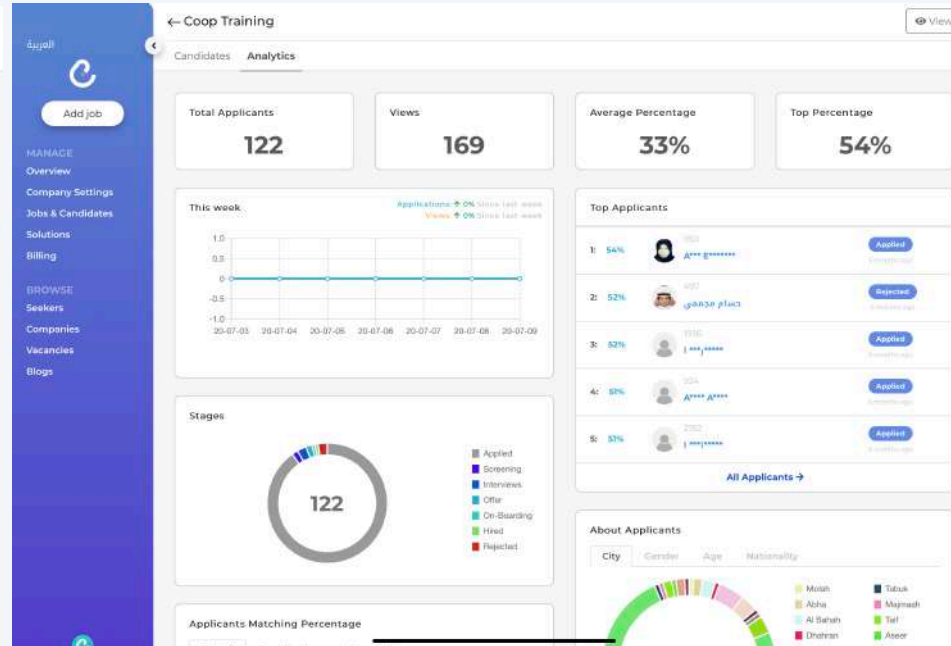 العربية
Add job
MANAGE
Overview
Company Settings
Jobs & Candidates
Solutions
Billing
BROWSE
Seekers
Companies
Vacancies
Blogs
← Coop Training
View
Candidates Analytics
Total Applicants
122
Views
169
Average Percentage
33%
Top Percentage
54%
This week
Applications: ↑ 0% Since last week
Views: ↑ 0% Since last week
1.0
0.5
0
-0.5
-1.0
20-07-03 20-07-04 20-07-05 20-07-06 20-07-07 20-07-08 20-07-09
Stages
122
Applied
Screening
Interviews
Offer
On-Boarding
Hired
Rejected
Applicants Matching Percentage
Top Applicants
1: 54% A*** E******* Applied
2: 52% حسام Rejected
3: 52% Applied
4: 51% A**** A**** Applied
5: 51% Applied
All Applicants →
About Applicants
City Gender Age Nationality
Tabuk
Abha Majmaah
Al Bahah Taif
Dhahran Aseer